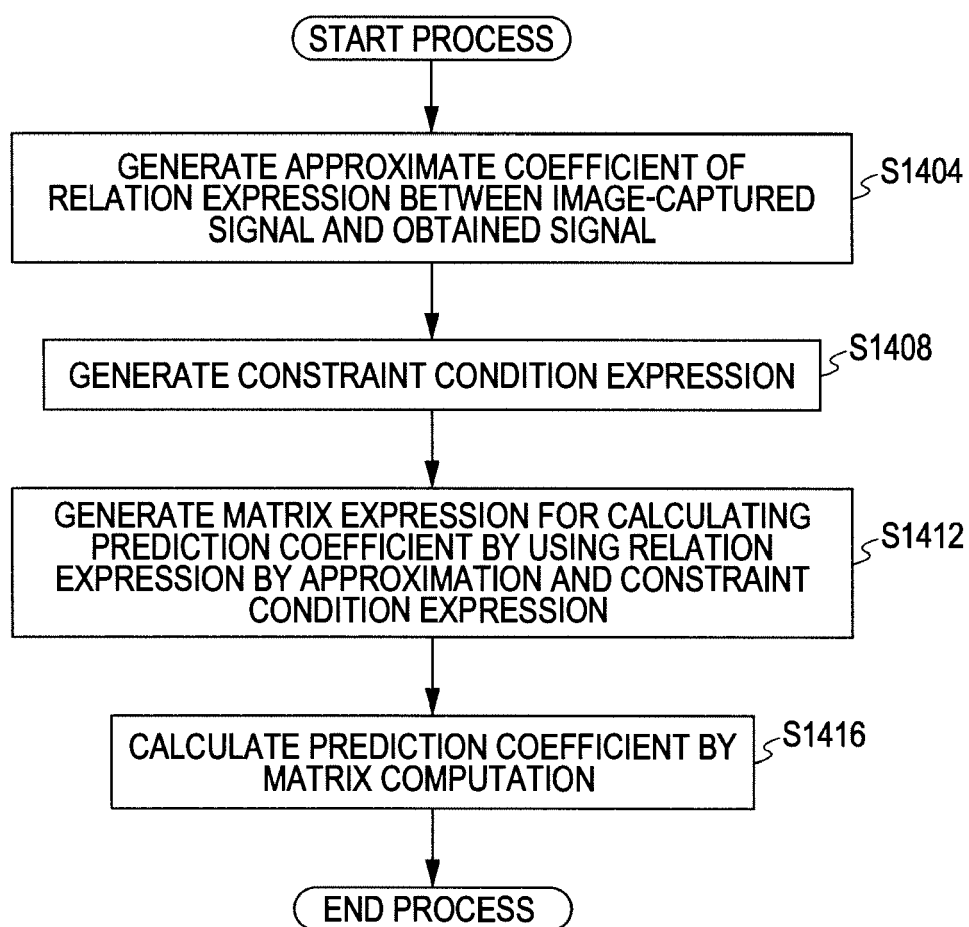 START PROCESS
GENERATE APPROXIMATE COEFFICIENT OF
RELATION EXPRESSION BETWEEN IMAGE-CAPTURED
SIGNAL AND OBTAINED SIGNAL
S1404
GENERATE CONSTRAINT CONDITION EXPRESSION
S1408
GENERATE MATRIX EXPRESSION FOR CALCULATING
PREDICTION COEFFICIENT BY USING RELATION
EXPRESSION BY APPROXIMATION AND CONSTRAINT
CONDITION EXPRESSION
S1412
CALCULATE PREDICTION COEFFICIENT BY
MATRIX COMPUTATION
S1416
END PROCESS